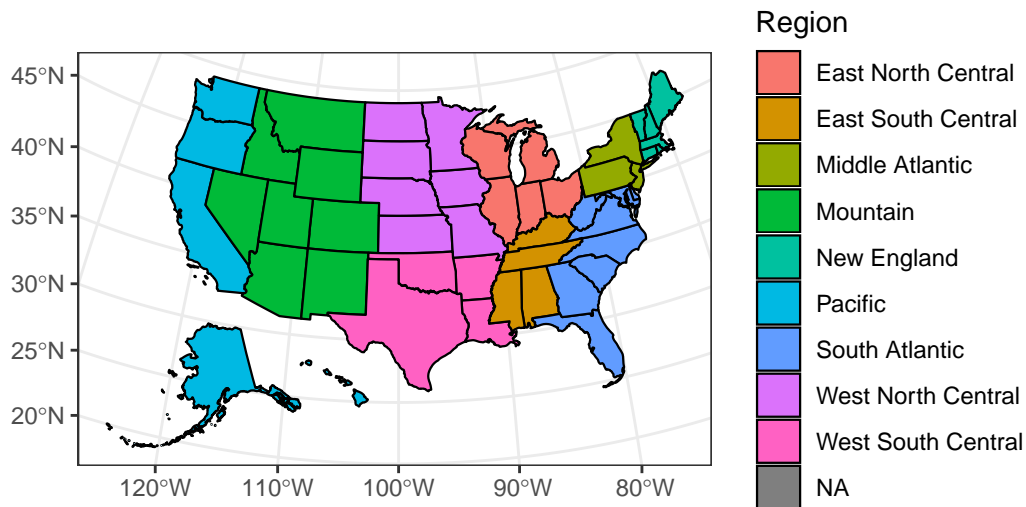 Region
East North Central
East South Central
Middle Atlantic
Mountain
New England
Pacific
South Atlantic
West North Central
West South Central
NA
45°N
40°N
35°N
30°N
25°N
20°N
120°W 110°W 100°W 90°W 80°W